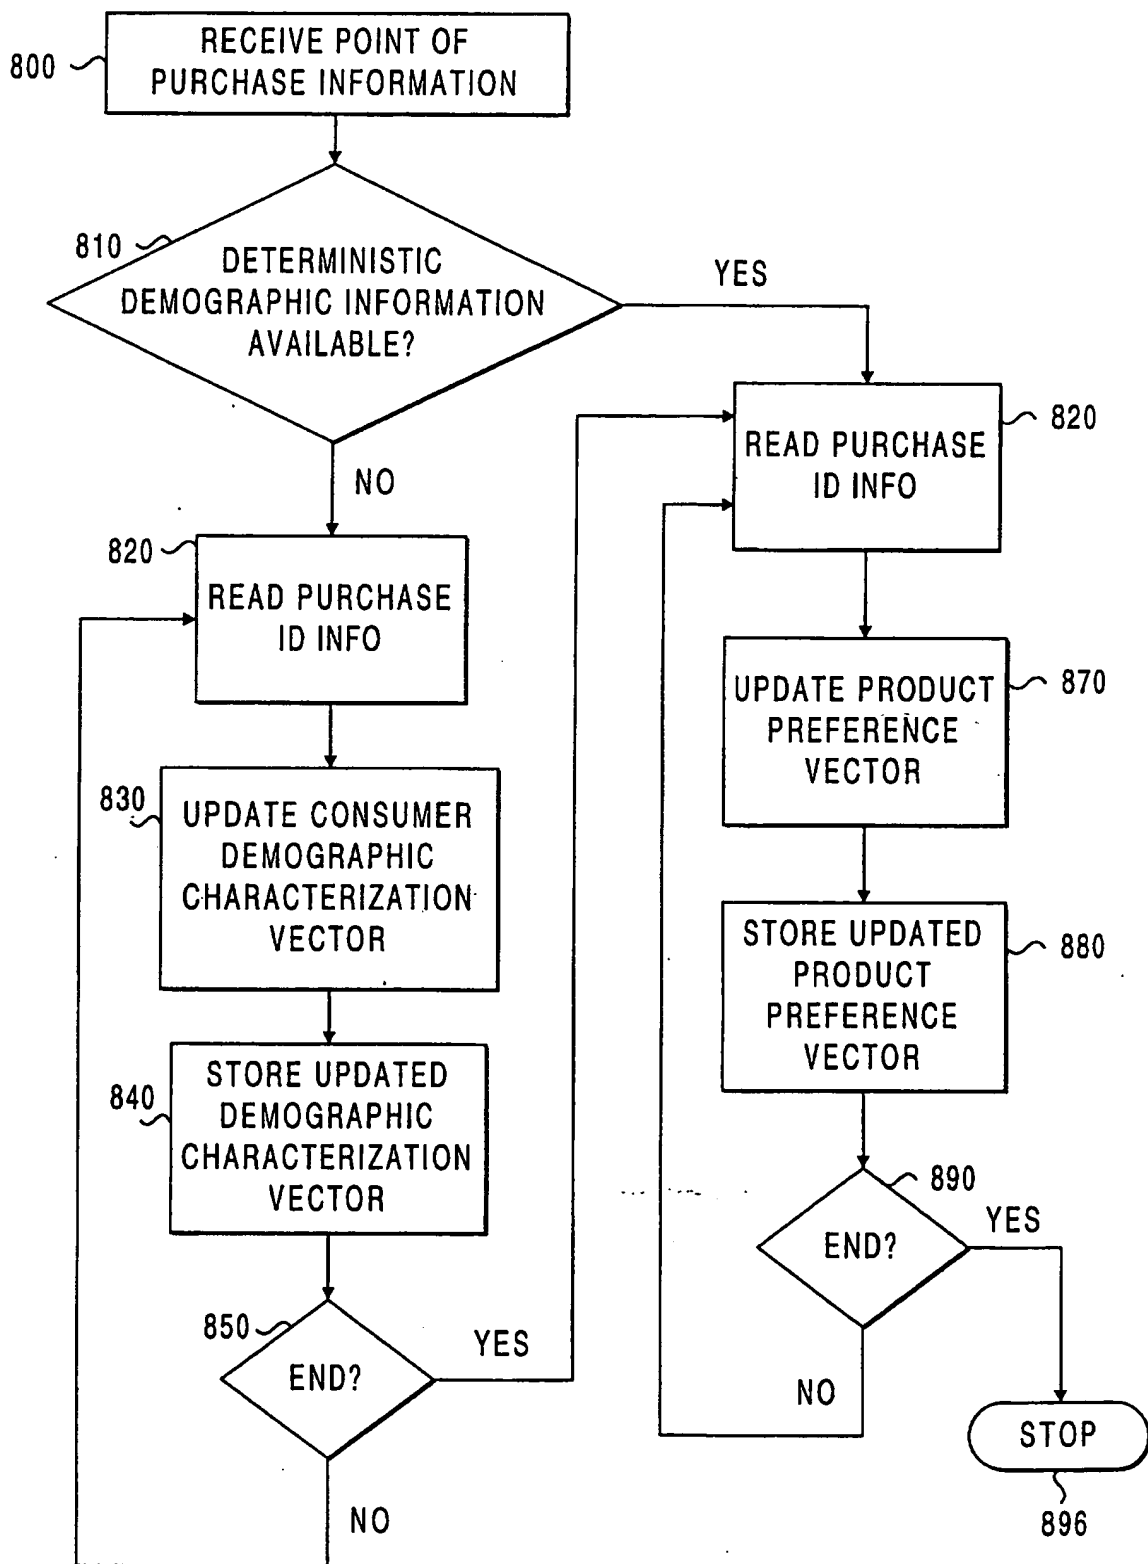 800
RECEIVE POINT OF
PURCHASE INFORMATION
810
DETERMINISTIC
DEMOGRAPHIC INFORMATION
AVAILABLE?
YES
NO
820
READ PURCHASE
ID INFO
830
UPDATE CONSUMER
DEMOGRAPHIC
CHARACTERIZATION
VECTOR
840
STORE UPDATED
DEMOGRAPHIC
CHARACTERIZATION
VECTOR
850
END?
YES
NO
820
READ PURCHASE
ID INFO
870
UPDATE PRODUCT
PREFERENCE
VECTOR
880
STORE UPDATED
PRODUCT
PREFERENCE
VECTOR
890
END?
YES
NO
STOP
896